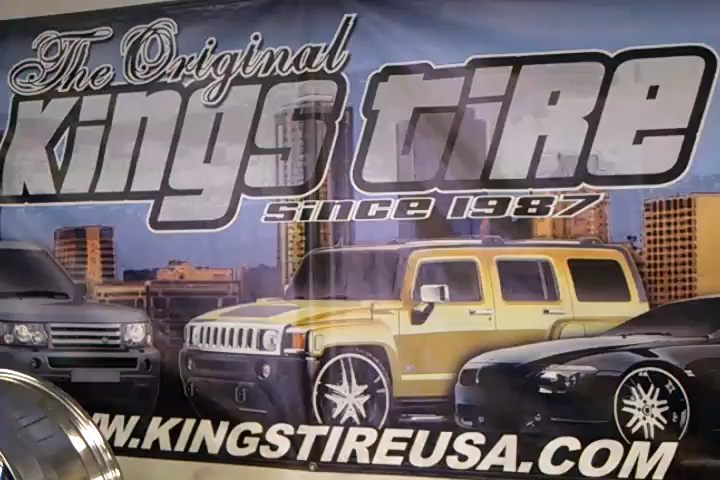 The Original
Kings Tire
since 1987
W.KINGSTIREUSA.COM